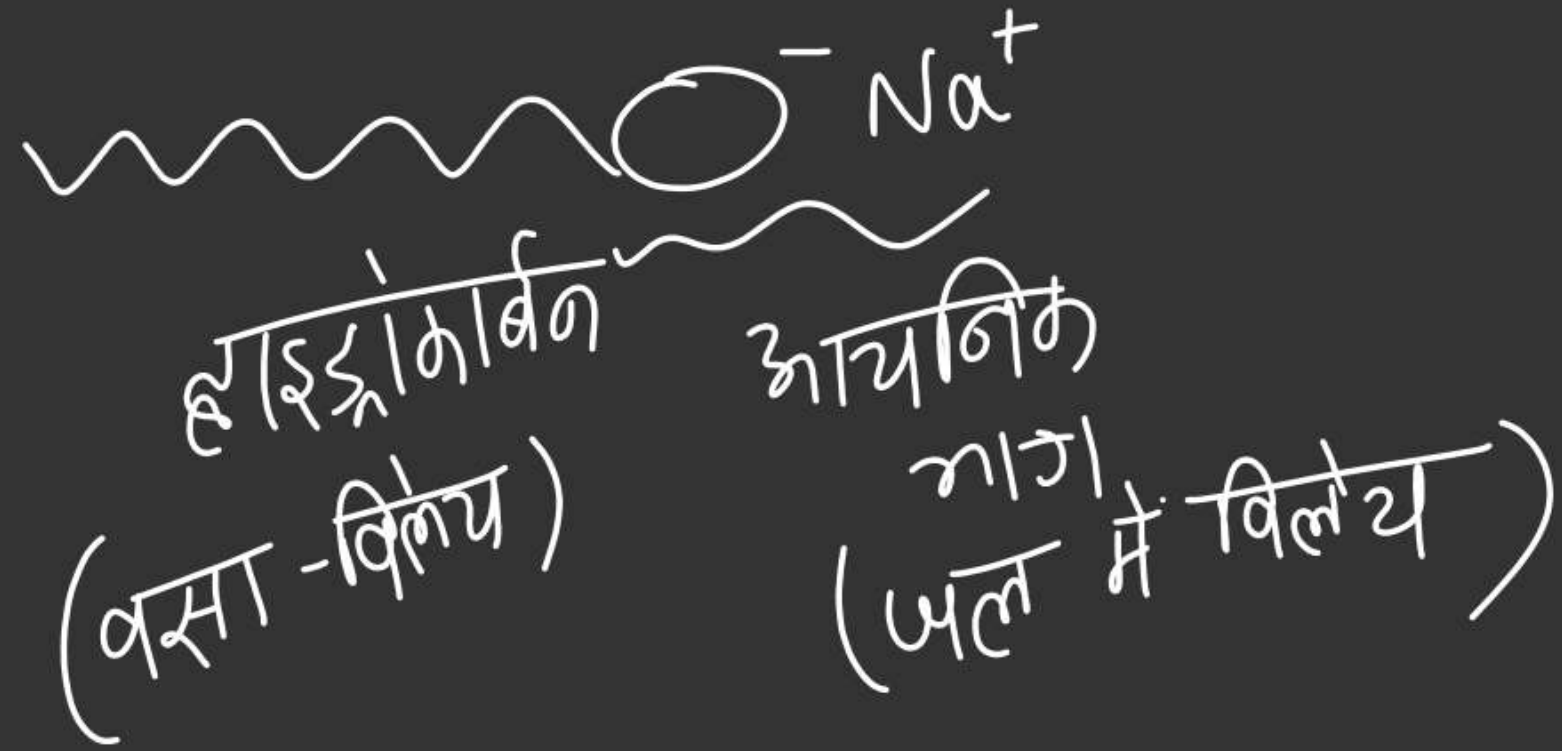 – Na⁺
हाइड्रोकार्बन आयनिक
भाग
(वसा-विलेय) (जल में विलेय)